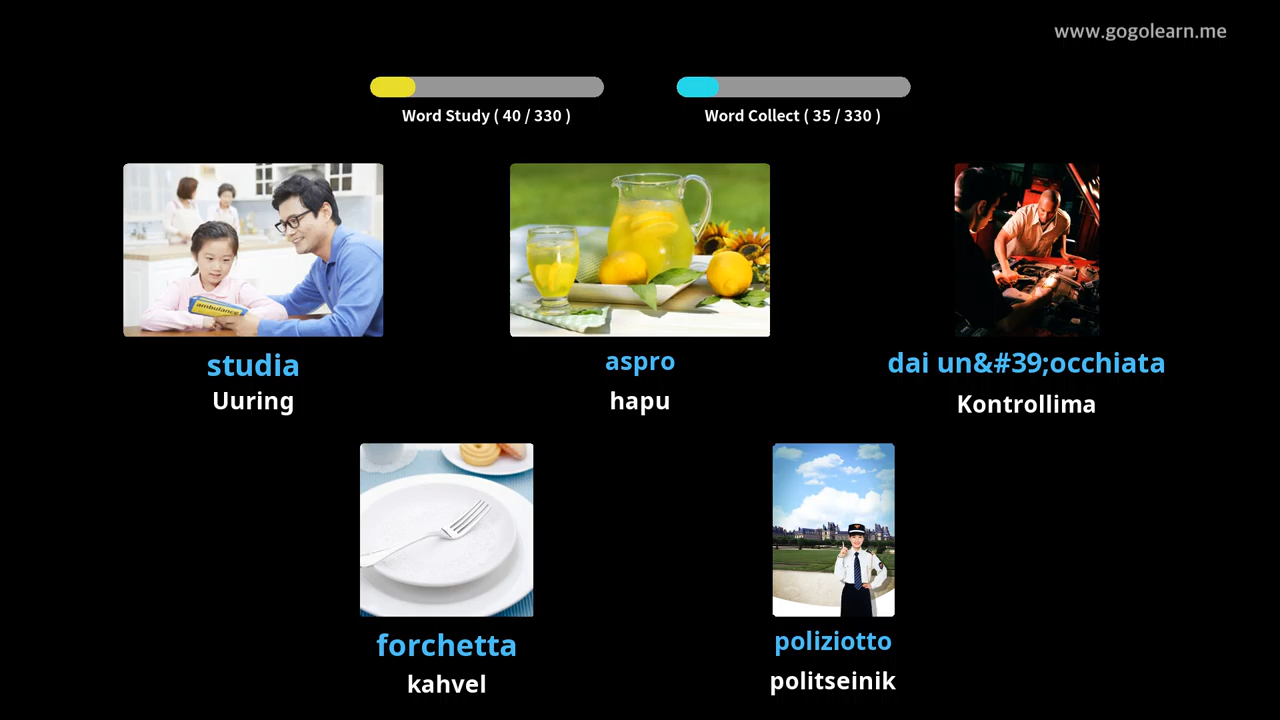 www.gogolearn.me
Word Study ( 40 / 330 )
Word Collect ( 35 / 330 )
ambulance
studia
Uuring
aspro
hapu
dai un&#39;occhiata
Kontrollima
forchetta
kahvel
poliziotto
politseinik